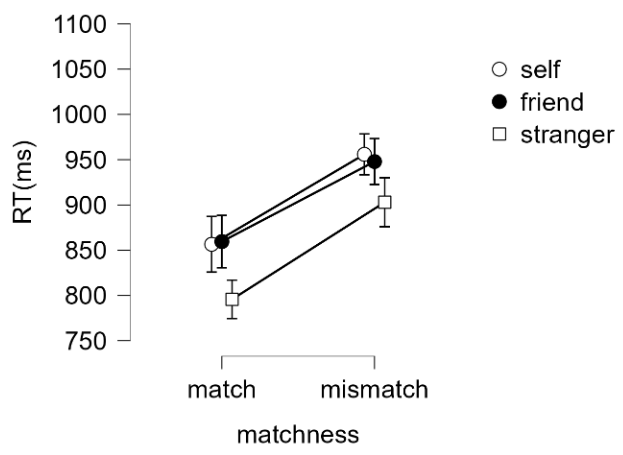 1100
1050
1000
950
900
850
800
750
RT(ms)
match
mismatch
matchness
self
friend
stranger